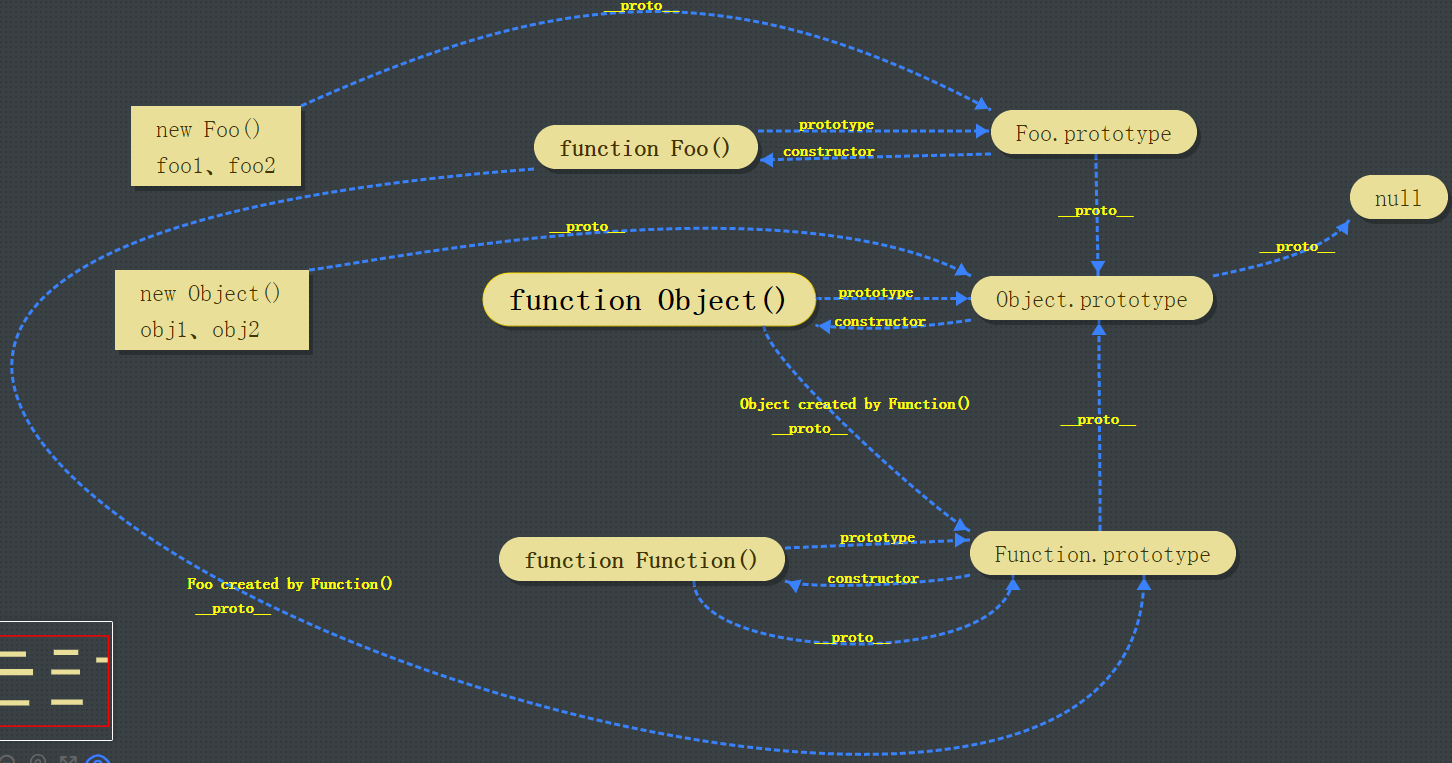 __proto__
new Foo()
foo1、foo2
function Foo()
prototype
constructor
Foo.prototype
null
__proto__
__proto__
__proto__
new Object()
obj1、obj2
function Object()
prototype
constructor
Object.prototype
Object created by Function()
__proto__
__proto__
function Function()
prototype
constructor
Function.prototype
Foo created by Function()
__proto__
__proto__